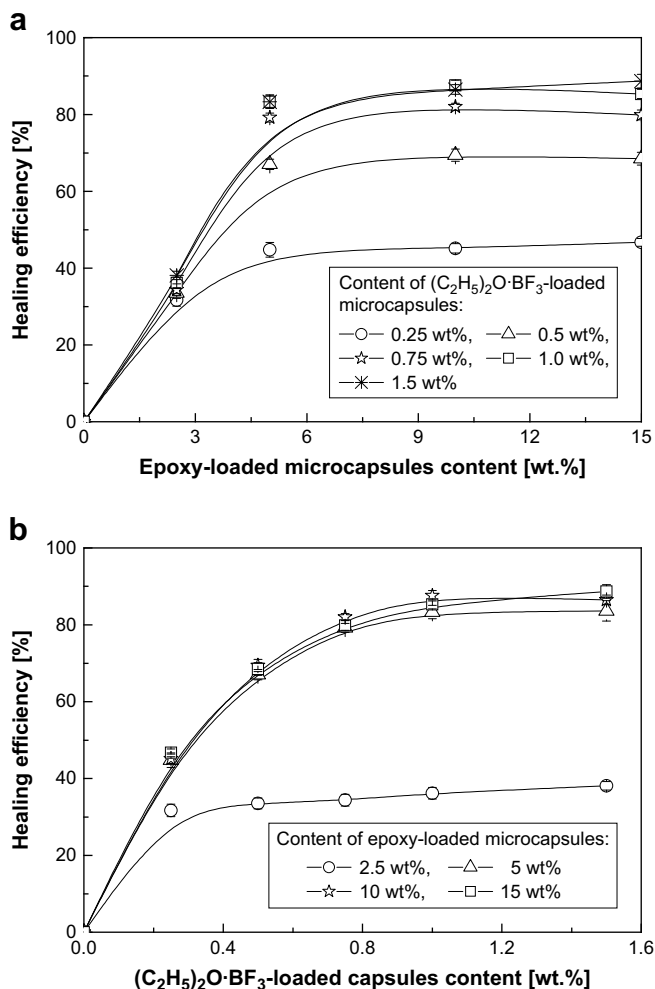 a
100
80
60
40
20
0
Healing efficiency [%]
Content of (C₂H₅)₂O·BF₃-loaded
microcapsules:
0.25 wt%, 0.5 wt%,
0.75 wt%, 1.0 wt%,
1.5 wt%
0 3 6 9 12 15
Epoxy-loaded microcapsules content [wt.%]
b
100
80
60
40
20
0
Healing efficiency [%]
Content of epoxy-loaded microcapsules:
2.5 wt%, 5 wt%
10 wt%, 15 wt%
0.0 0.4 0.8 1.2 1.6
(C₂H₅)₂O·BF₃-loaded capsules content [wt.%]